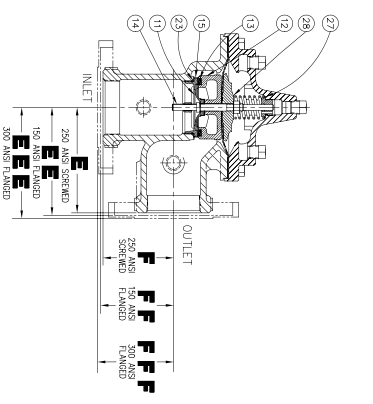 14
11
23
15
13
12
28
27
INLET
OUTLET
E
250 ANSI SCREWED
E E
150 ANSI FLANGED
E E E
300 ANSI FLANGED
F
250 ANSI
SCREWED
F F
150 ANSI
FLANGED
F F F
300 ANSI
FLANGED